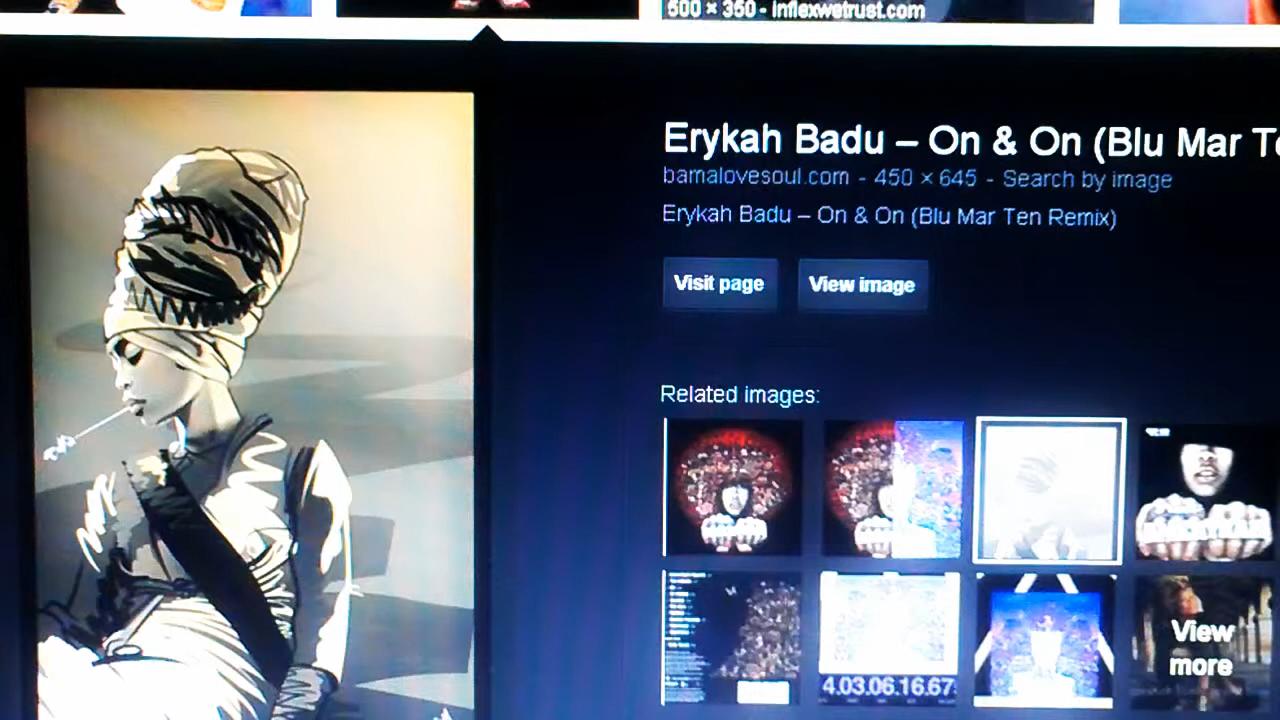 600 × 350 - inflexwetrust.com
Erykah Badu – On & On (Blu Mar Te
bamalovesoul.com - 450 × 645 - Search by image
Erykah Badu – On & On (Blu Mar Ten Remix)
Visit page
View image
Related images:
4.03.06.16.67
View
more